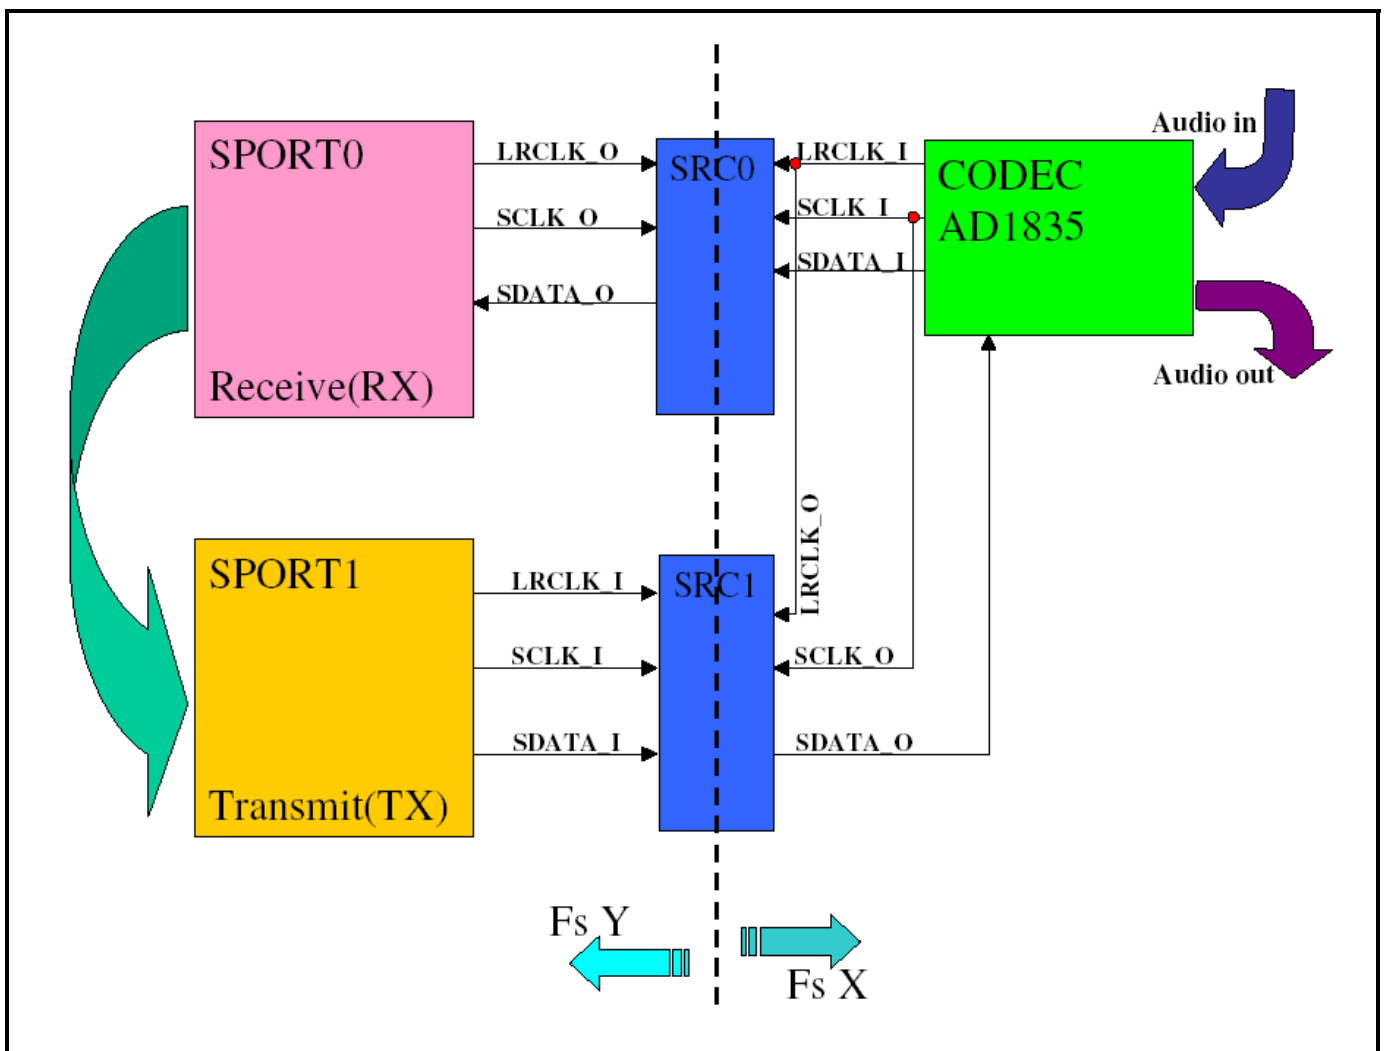 Audio in
SPORT0
LRCLK_O
SRC0
LRCLK_I
CODEC
AD1835
SCLK_O
SCLK_I
SDATA_O
SDATA_I
Receive(RX)
Audio out
LRCLK_O
SPORT1
LRCLK_I
SRC1
SCLK_I
SCLK_O
SDATA_I
SDATA_O
Transmit(TX)
Fs Y
Fs X